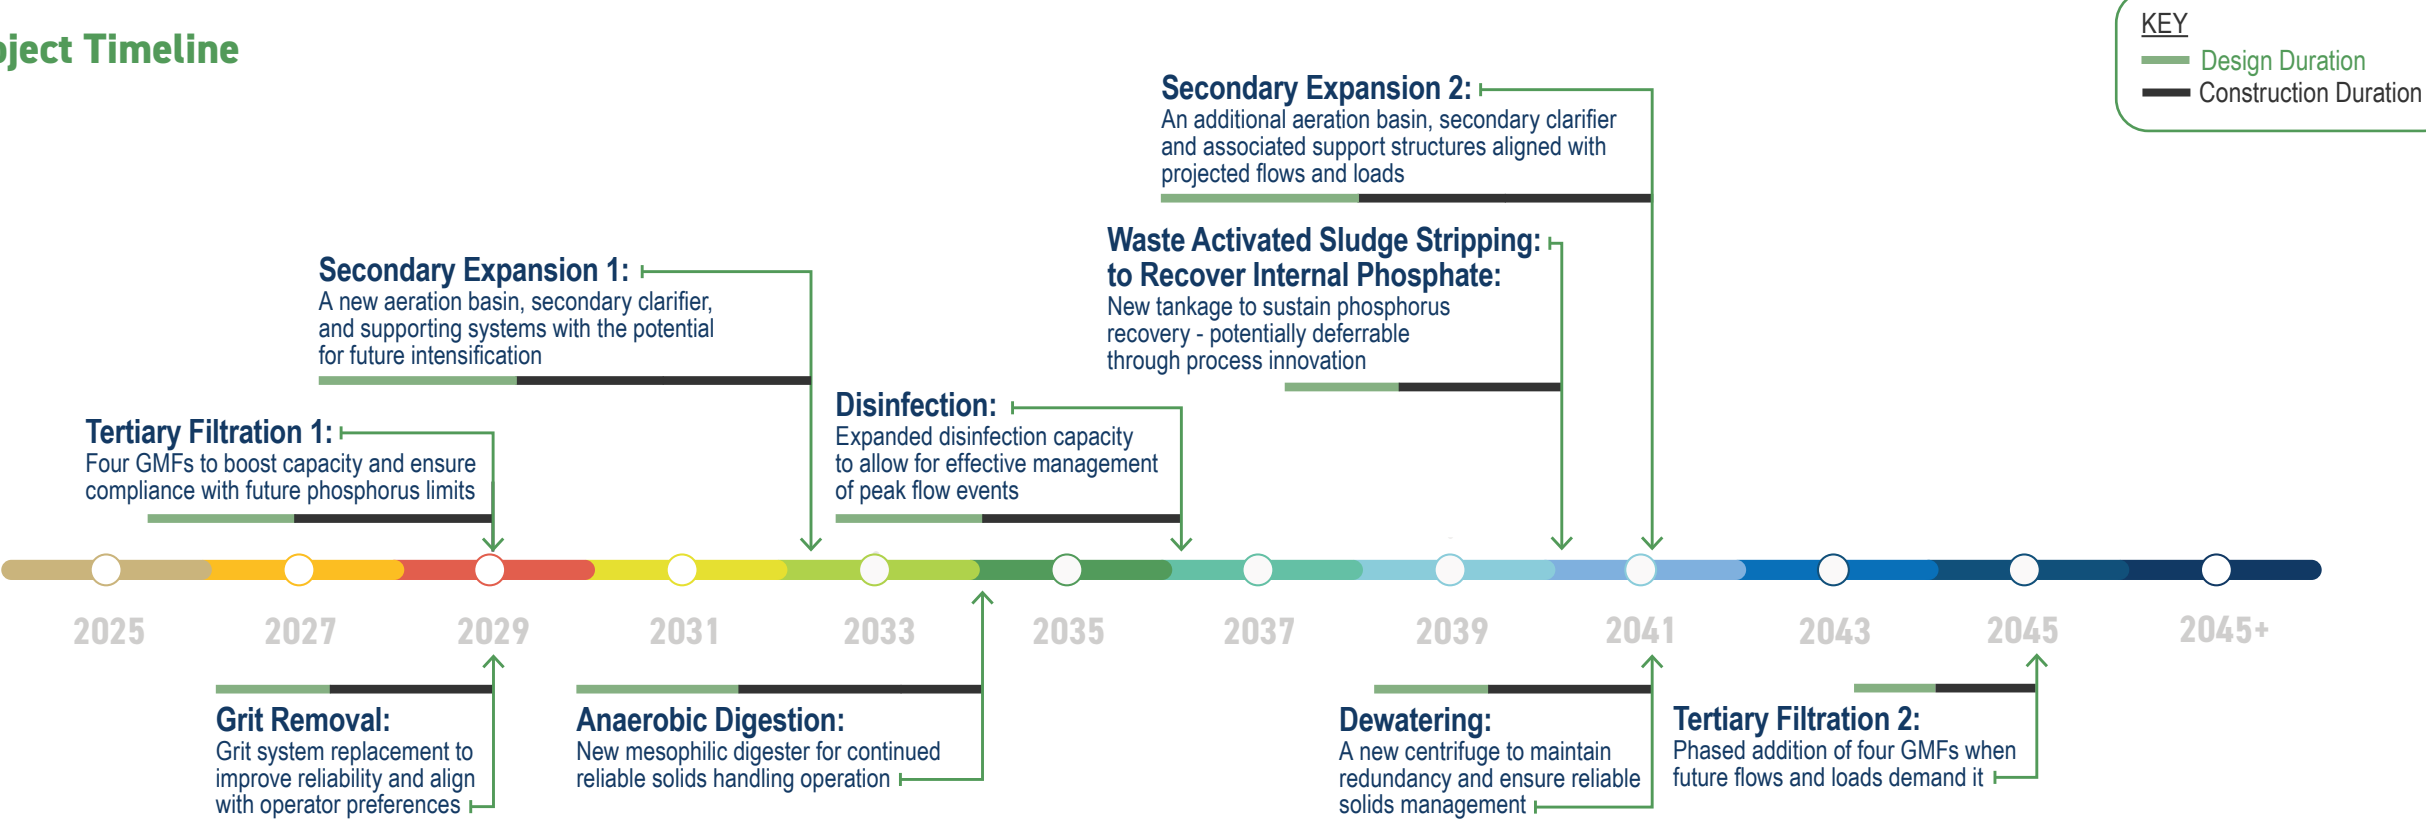 oject Timeline
KEY
Design Duration
Construction Duration
Secondary Expansion 2:
An additional aeration basin, secondary clarifier
and associated support structures aligned with
projected flows and loads
Waste Activated Sludge Stripping:
to Recover Internal Phosphate:
New tankage to sustain phosphorus
recovery - potentially deferrable
through process innovation
Secondary Expansion 1:
A new aeration basin, secondary clarifier,
and supporting systems with the potential
for future intensification
Disinfection:
Expanded disinfection capacity
to allow for effective management
of peak flow events
Tertiary Filtration 1:
Four GMFs to boost capacity and ensure
compliance with future phosphorus limits
2025
2027
2029
2031
2033
2035
2037
2039
2041
2043
2045
2045+
Grit Removal:
Grit system replacement to
improve reliability and align
with operator preferences
Anaerobic Digestion:
New mesophilic digester for continued
reliable solids handling operation
Dewatering:
A new centrifuge to maintain
redundancy and ensure reliable
solids management
Tertiary Filtration 2:
Phased addition of four GMFs when
future flows and loads demand it